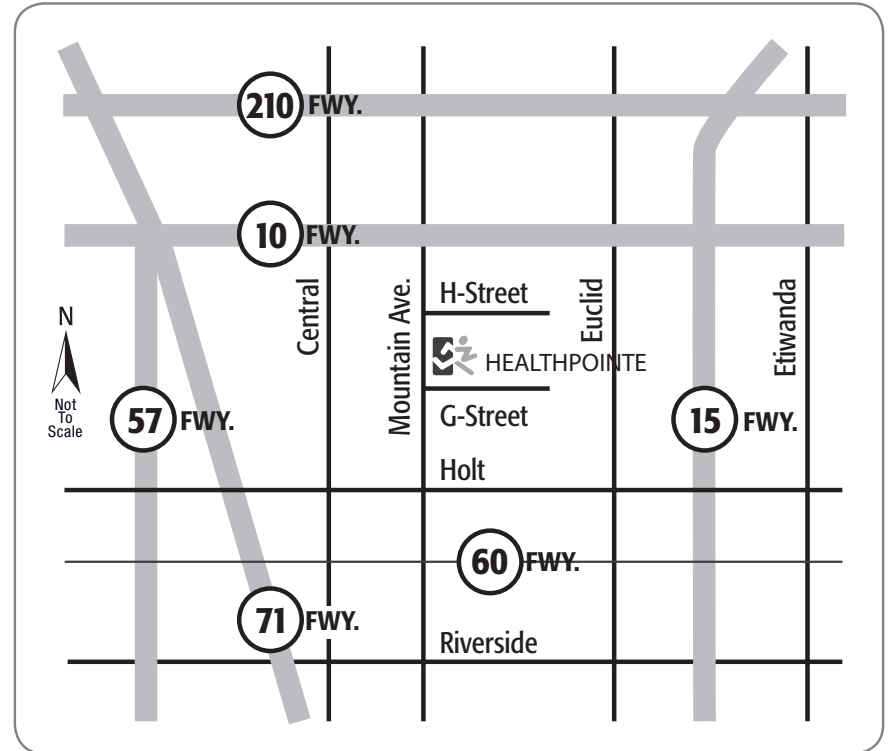 210 FWY.
10 FWY.
Central
Mountain Ave.
H-Street
Euclid
Etiwanda
N
Not
To
Scale
HEALTHPOINTE
57 FWY.
G-Street
15 FWY.
Holt
60 FWY.
71 FWY.
Riverside